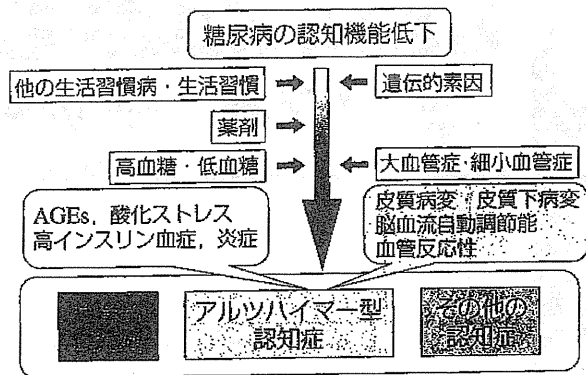 糖尿病の認知機能低下
他の生活習慣病・生活習慣
遺伝的素因
薬剤
高血糖・低血糖
大血管症・細小血管症
AGEs, 酸化ストレス
高インスリン血症, 炎症
皮質病変 皮質下病変
脳血流自動調節能
血管反応性
アルツハイマー型
認知症
その他の
認知症